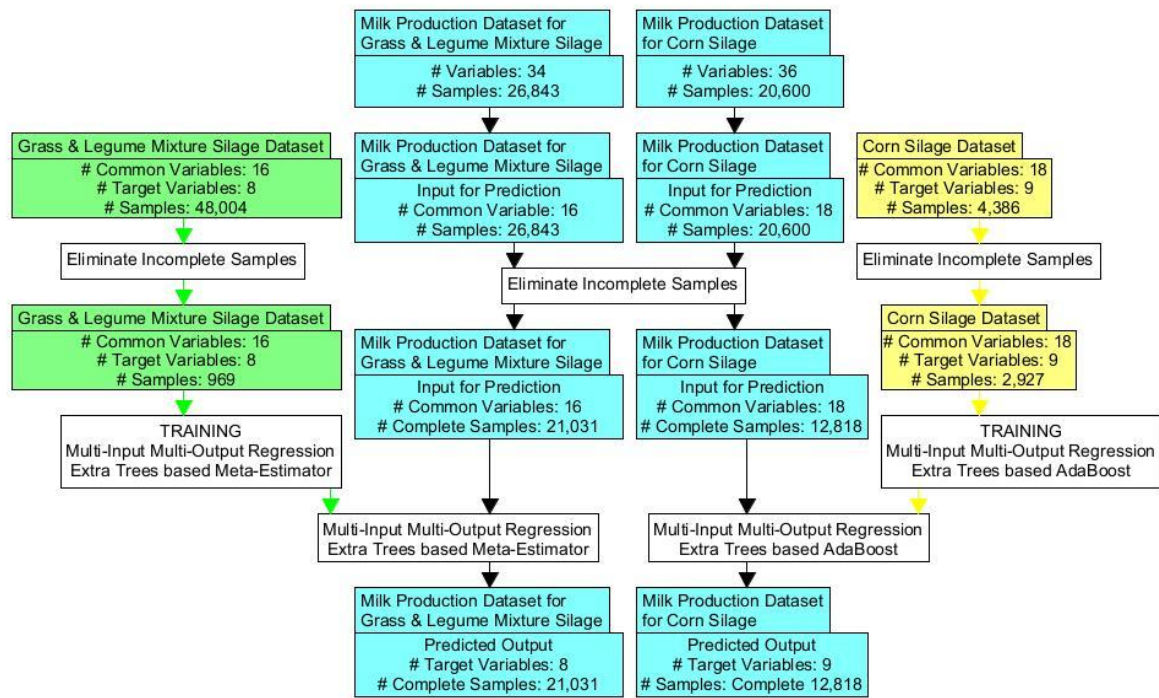 Milk Production Dataset for
Grass & Legume Mixture Silage
# Variables: 34
# Samples: 26,843
Milk Production Dataset
for Corn Silage
# Variables: 36
# Samples: 20,600
Grass & Legume Mixture Silage Dataset
# Common Variables: 16
# Target Variables: 8
# Samples: 48,004
Milk Production Dataset for
Grass & Legume Mixture Silage
Input for Prediction
# Common Variable: 16
# Samples: 26,843
Milk Production Dataset
for Corn Silage
Input for Prediction
# Common Variables: 18
# Samples: 20,600
Corn Silage Dataset
# Common Variables: 18
# Target Variables: 9
# Samples: 4,386
Eliminate Incomplete Samples
Eliminate Incomplete Samples
Eliminate Incomplete Samples
Grass & Legume Mixture Silage Dataset
# Common Variables: 16
# Target Variables: 8
# Samples: 969
Milk Production Dataset for
Grass & Legume Mixture Silage
Input for Prediction
# Common Variables: 16
# Complete Samples: 21,031
Milk Production Dataset
for Corn Silage
Input for Prediction
# Common Variables: 18
# Complete Samples: 12,818
Corn Silage Dataset
# Common Variables: 18
# Target Variables: 9
# Samples: 2,927
TRAINING
Multi-Input Multi-Output Regression
Extra Trees based Meta-Estimator
TRAINING
Multi-Input Multi-Output Regression
Extra Trees based AdaBoost
Multi-Input Multi-Output Regression
Extra Trees based Meta-Estimator
Multi-Input Multi-Output Regression
Extra Trees based AdaBoost
Milk Production Dataset for
Grass & Legume Mixture Silage
Predicted Output
# Target Variables: 8
# Complete Samples: 21,031
Milk Production Dataset
for Corn Silage
Predicted Output
# Target Variables: 9
# Samples: Complete 12,818